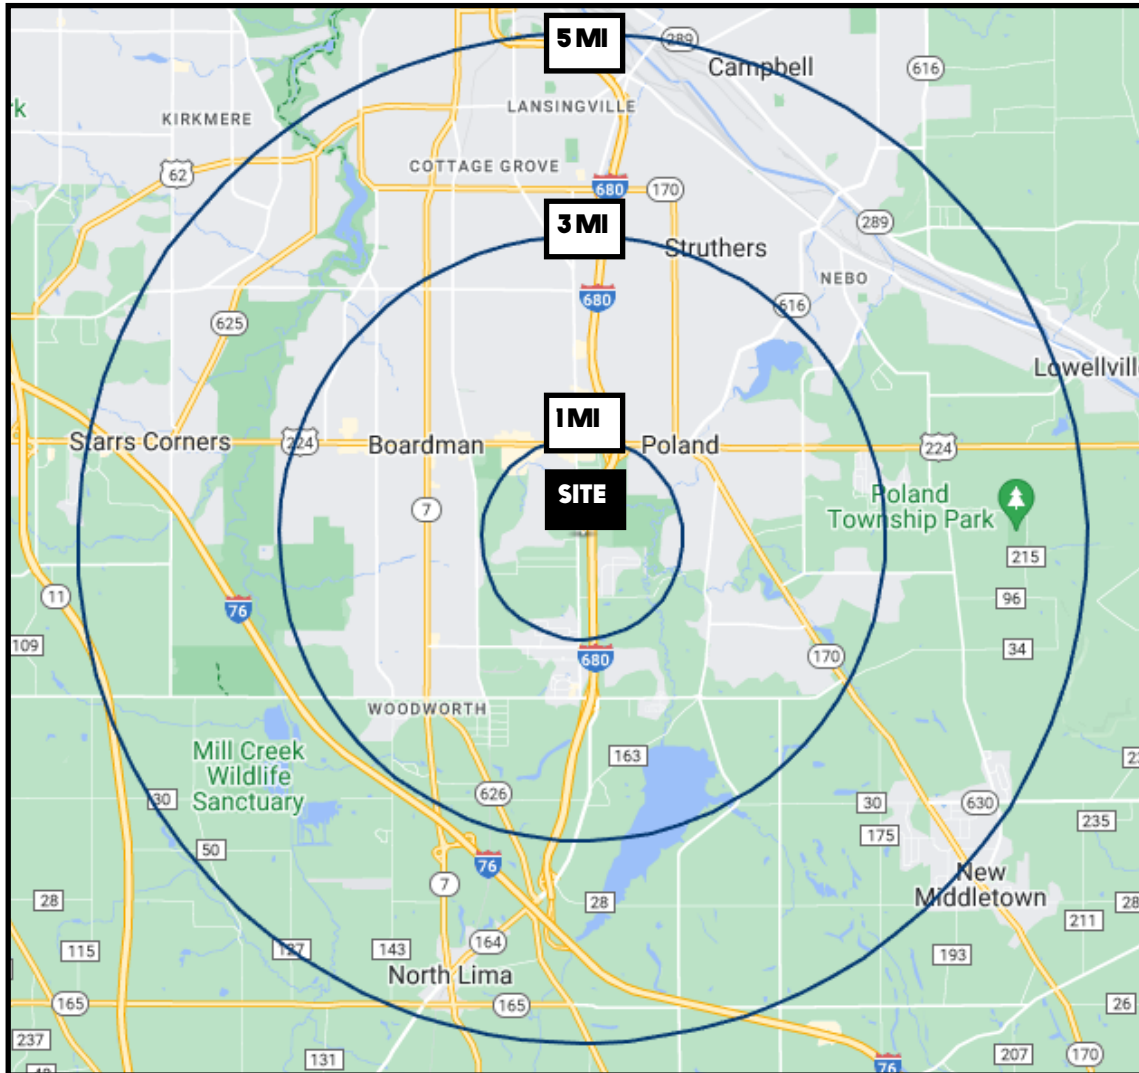 5 MI
289
Campbell
616
LANSINGVILLE
KIRKMERE
k
62
COTTAGE GROVE
680
170
3 MI
289
Struthers
NEBO
680
616
625
Lowellville
1 MI
Starrs Corners
224
Boardman
Poland
224
SITE
7
Poland
Township Park
215
11
76
96
109
34
680
170
WOODWORTH
Mill Creek
Wildlife
Sanctuary
163
30
626
30
630
235
175
50
76
7
New
Middletown
28
28
28
211
164
115
127
143
193
North Lima
165
165
26
237
131
76
207
170